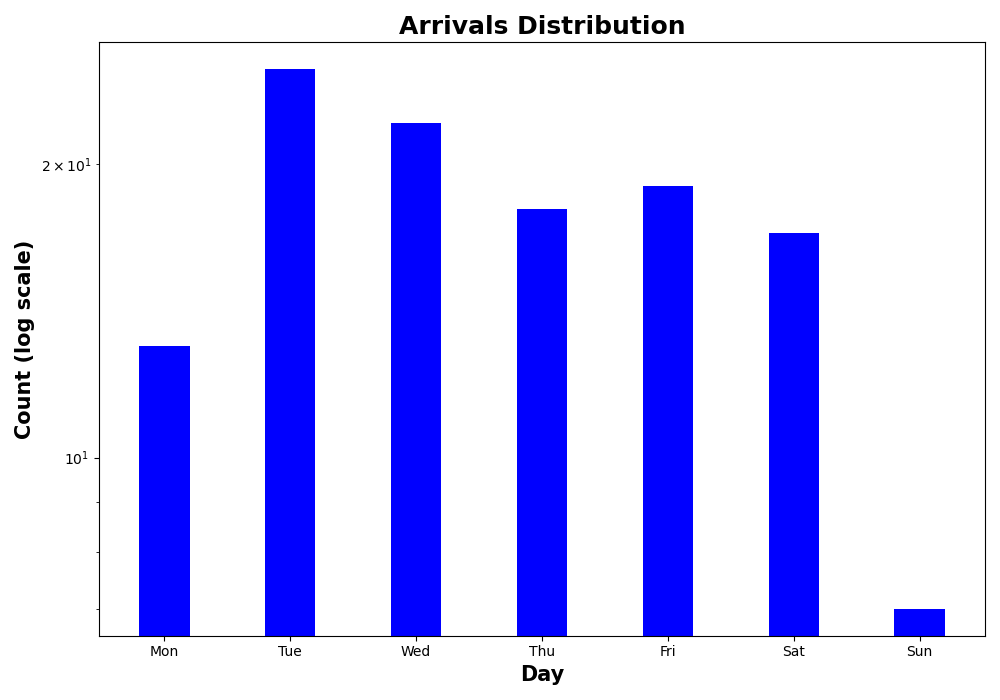 Arrivals Distribution
Count (log scale)
2 × 10¹
10¹
Mon Tue Wed Thu Fri Sat Sun
Day